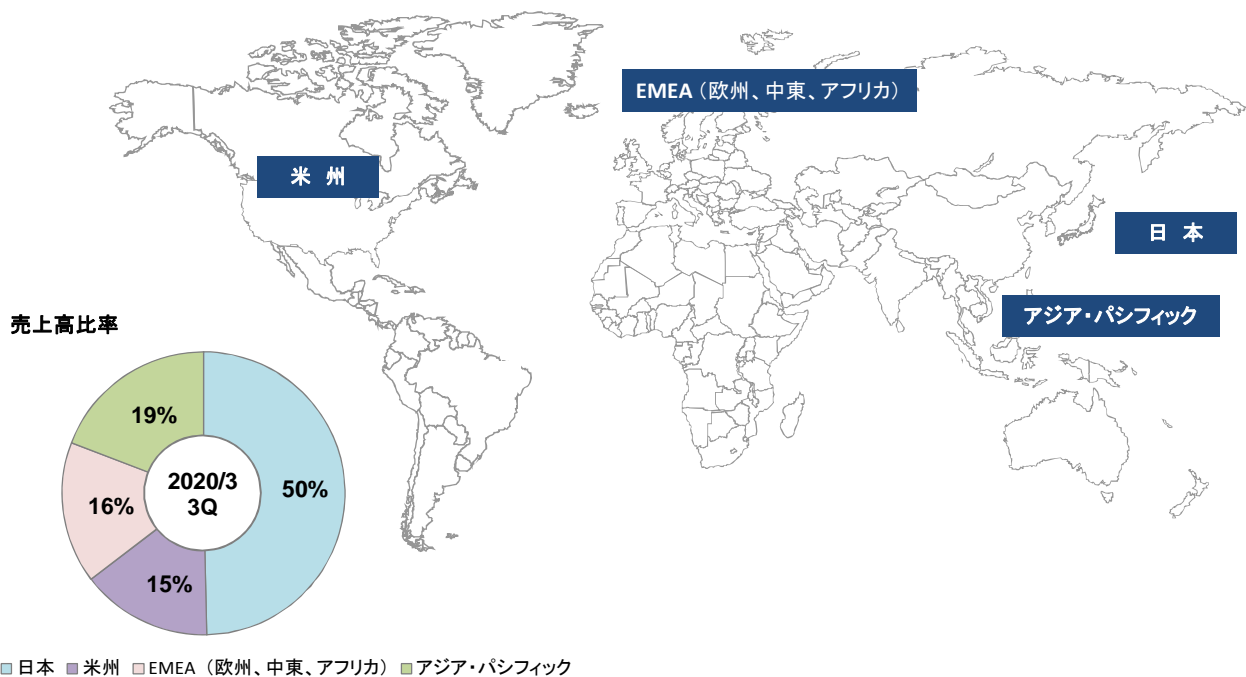 EMEA（欧州、中東、アフリカ）
米 州
日 本
アジア・パシフィック
売上高比率
19%
50%
16%
15%
2020/3
3Q
日本 米州 EMEA （欧州、中東、アフリカ） アジア・パシフィック